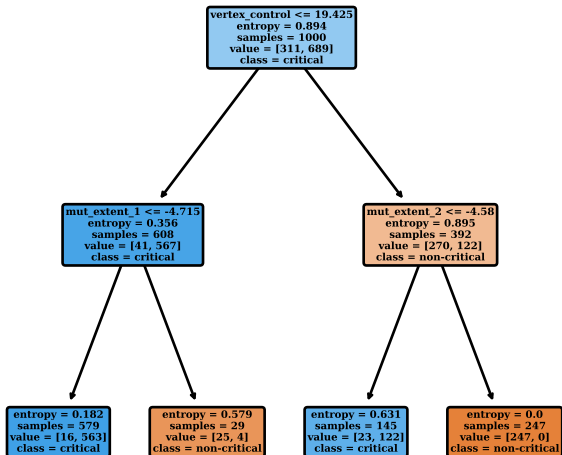 vertex_control <= 19.425
entropy = 0.894
samples = 1000
value = [311, 689]
class = critical
mut_extent_1 <= -4.715
entropy = 0.356
samples = 608
value = [41, 567]
class = critical
mut_extent_2 <= -4.58
entropy = 0.895
samples = 392
value = [270, 122]
class = non-critical
entropy = 0.182
samples = 579
value = [16, 563]
class = critical
entropy = 0.579
samples = 29
value = [25, 4]
class = non-critical
entropy = 0.631
samples = 145
value = [23, 122]
class = critical
entropy = 0.0
samples = 247
value = [247, 0]
class = non-critical